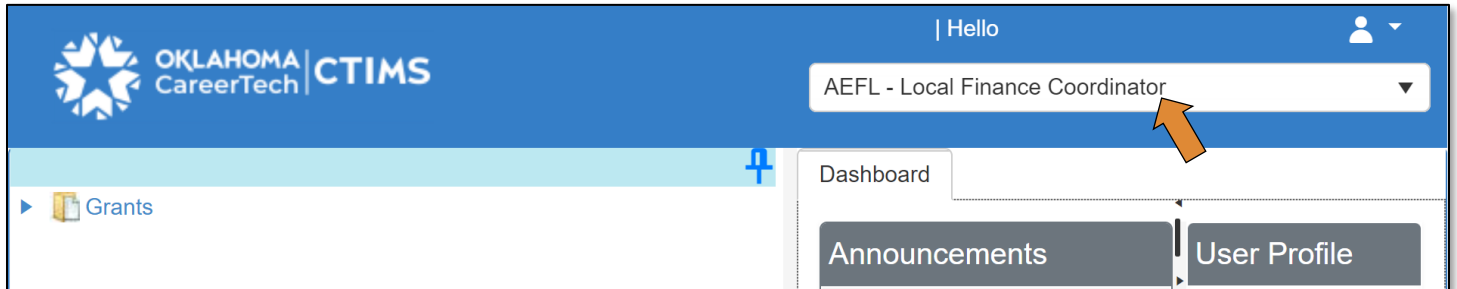 | Hello
OKLAHOMA
CareerTech
CTIMS
AEFL - Local Finance Coordinator
Dashboard
Grants
Announcements
User Profile